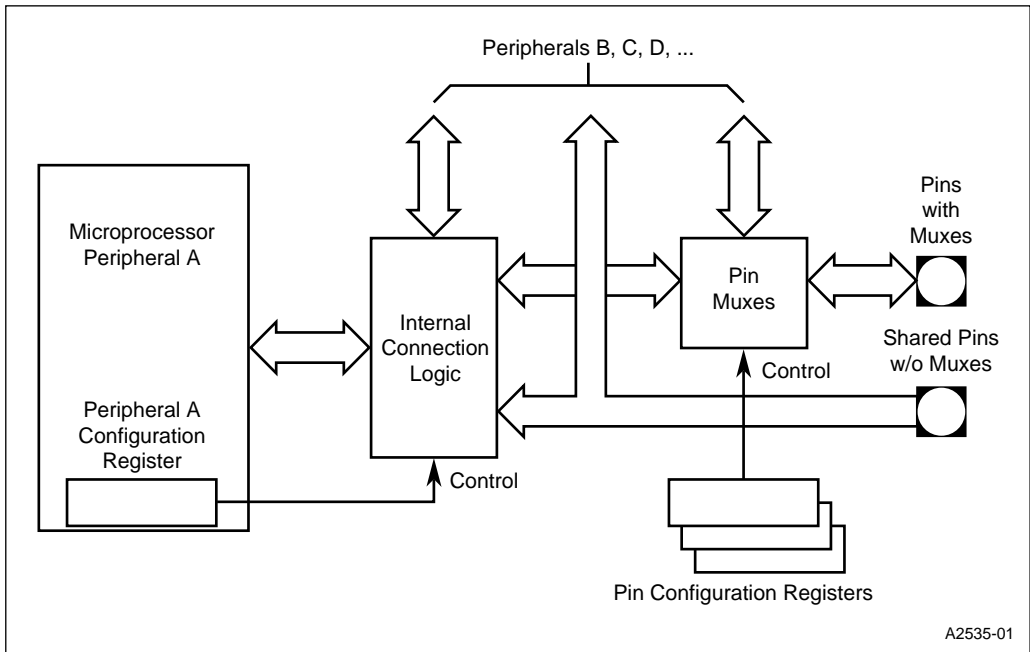 Peripherals B, C, D, ...
Microprocessor
Peripheral A
Peripheral A
Configuration
Register
Internal
Connection
Logic
Control
Pin
Muxes
Control
Pin Configuration Registers
Pins
with
Muxes
Shared Pins
w/o Muxes
A2535-01